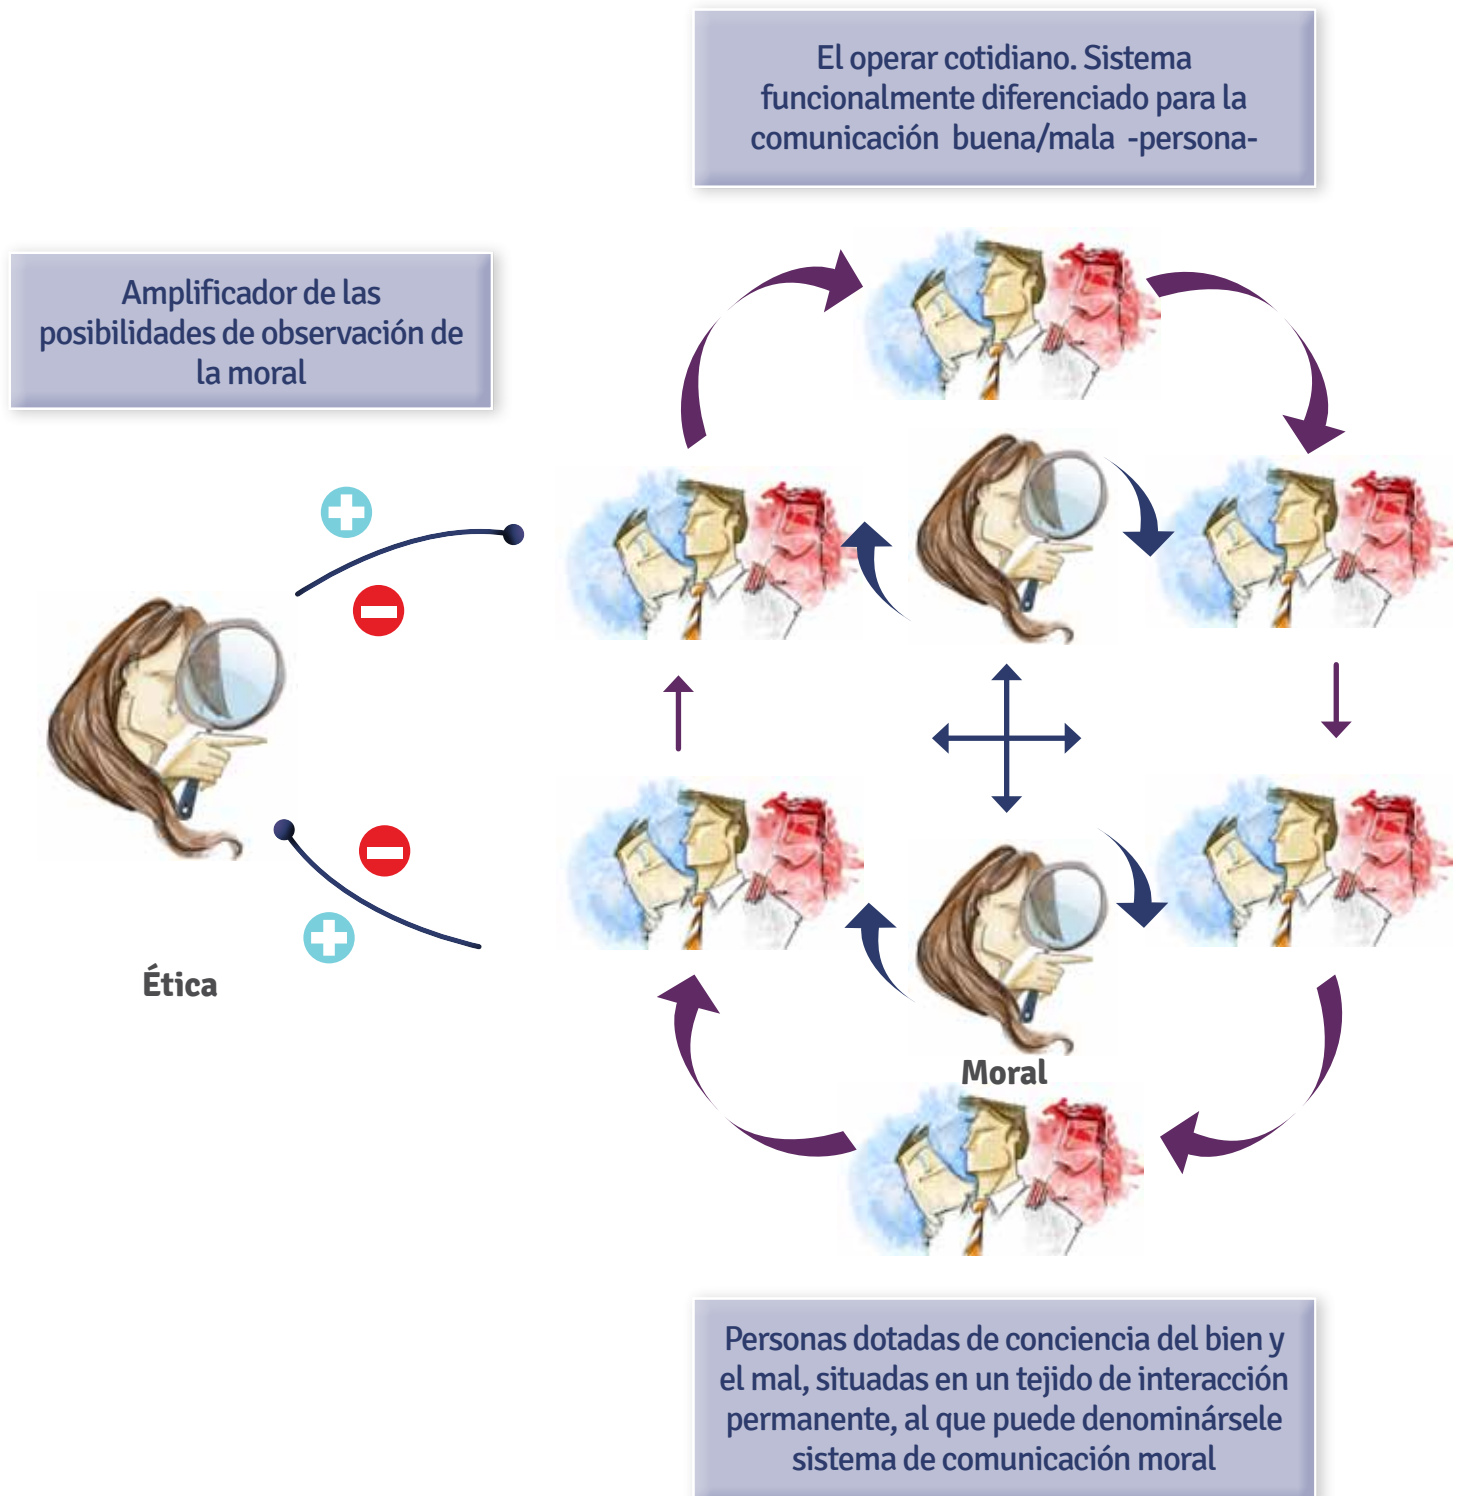 El operar cotidiano. Sistema
funcionalmente diferenciado para la
comunicación buena/mala -persona-
Amplificador de las
posibilidades de observación de
la moral
Ética
Moral
Personas dotadas de conciencia del bien y
el mal, situadas en un tejido de interacción
permanente, al que puede denominársele
sistema de comunicación moral